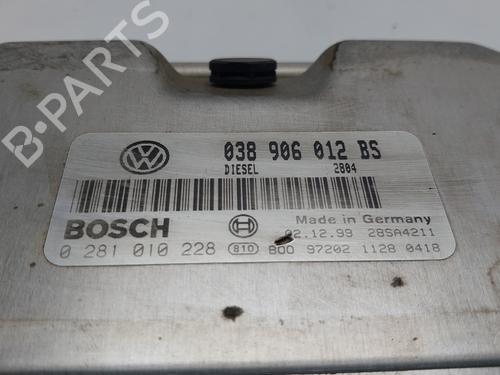 038 906 012 BS
DIESEL 2804
BOSCH
Made in Germany
02.12.99 28SA4211
0 281 010 228 810 B00 97202 1128 0418
B-PARTS